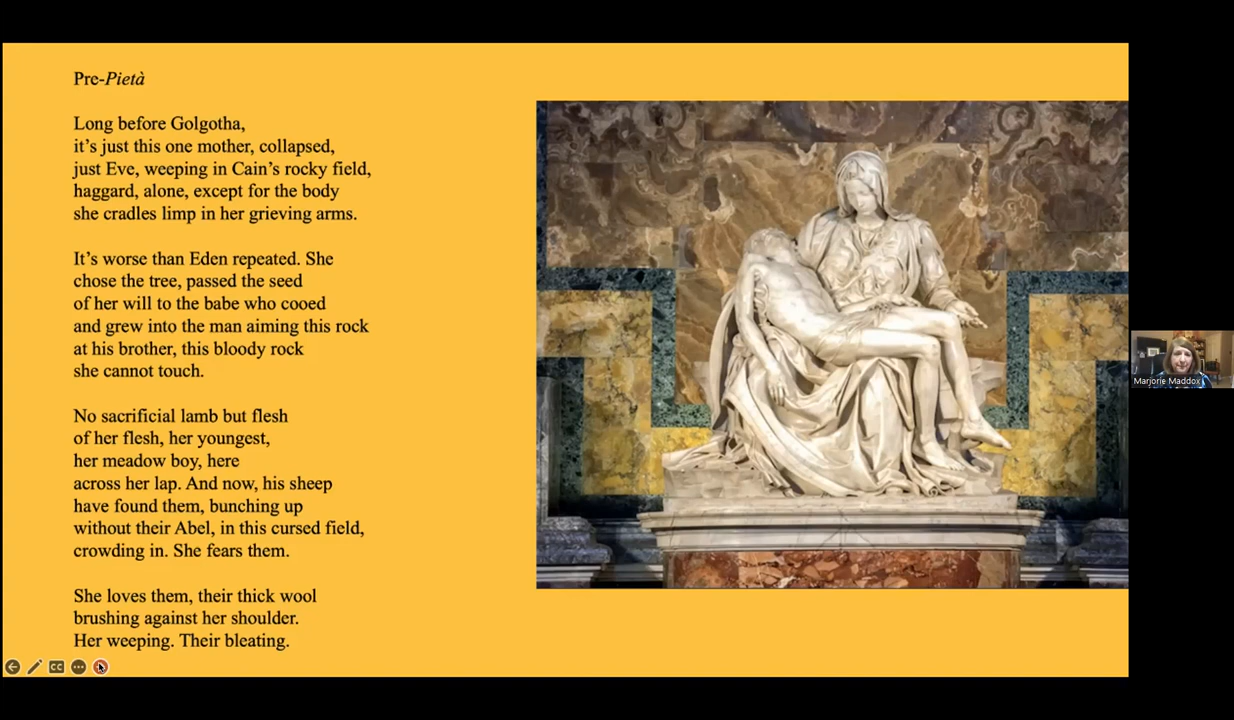 Pre-Pietà
Long before Golgotha,
it's just this one mother, collapsed,
just Eve, weeping in Cain's rocky field,
haggard, alone, except for the body
she cradles limp in her grieving arms.
It's worse than Eden repeated. She
chose the tree, passed the seed
of her will to the babe who cooed
and grew into the man aiming this rock
at his brother, this bloody rock
she cannot touch.
No sacrificial lamb but flesh
of her flesh, her youngest,
her meadow boy, here
across her lap. And now, his sheep
have found them, bunching up
without their Abel, in this cursed field,
crowding in. She fears them.
She loves them, their thick wool
brushing against her shoulder.
Her weeping. Their bleating.
CC
Marjorie Maddox